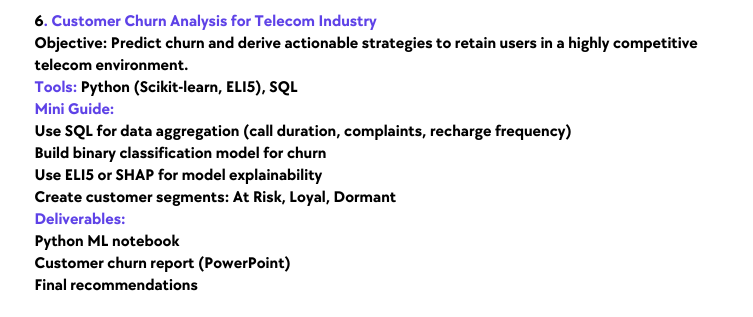 6. Customer Churn Analysis for Telecom Industry
Objective: Predict churn and derive actionable strategies to retain users in a highly competitive
telecom environment.
Tools: Python (Scikit-learn, ELI5), SQL
Mini Guide:
Use SQL for data aggregation (call duration, complaints, recharge frequency)
Build binary classification model for churn
Use ELI5 or SHAP for model explainability
Create customer segments: At Risk, Loyal, Dormant
Deliverables:
Python ML notebook
Customer churn report (PowerPoint)
Final recommendations